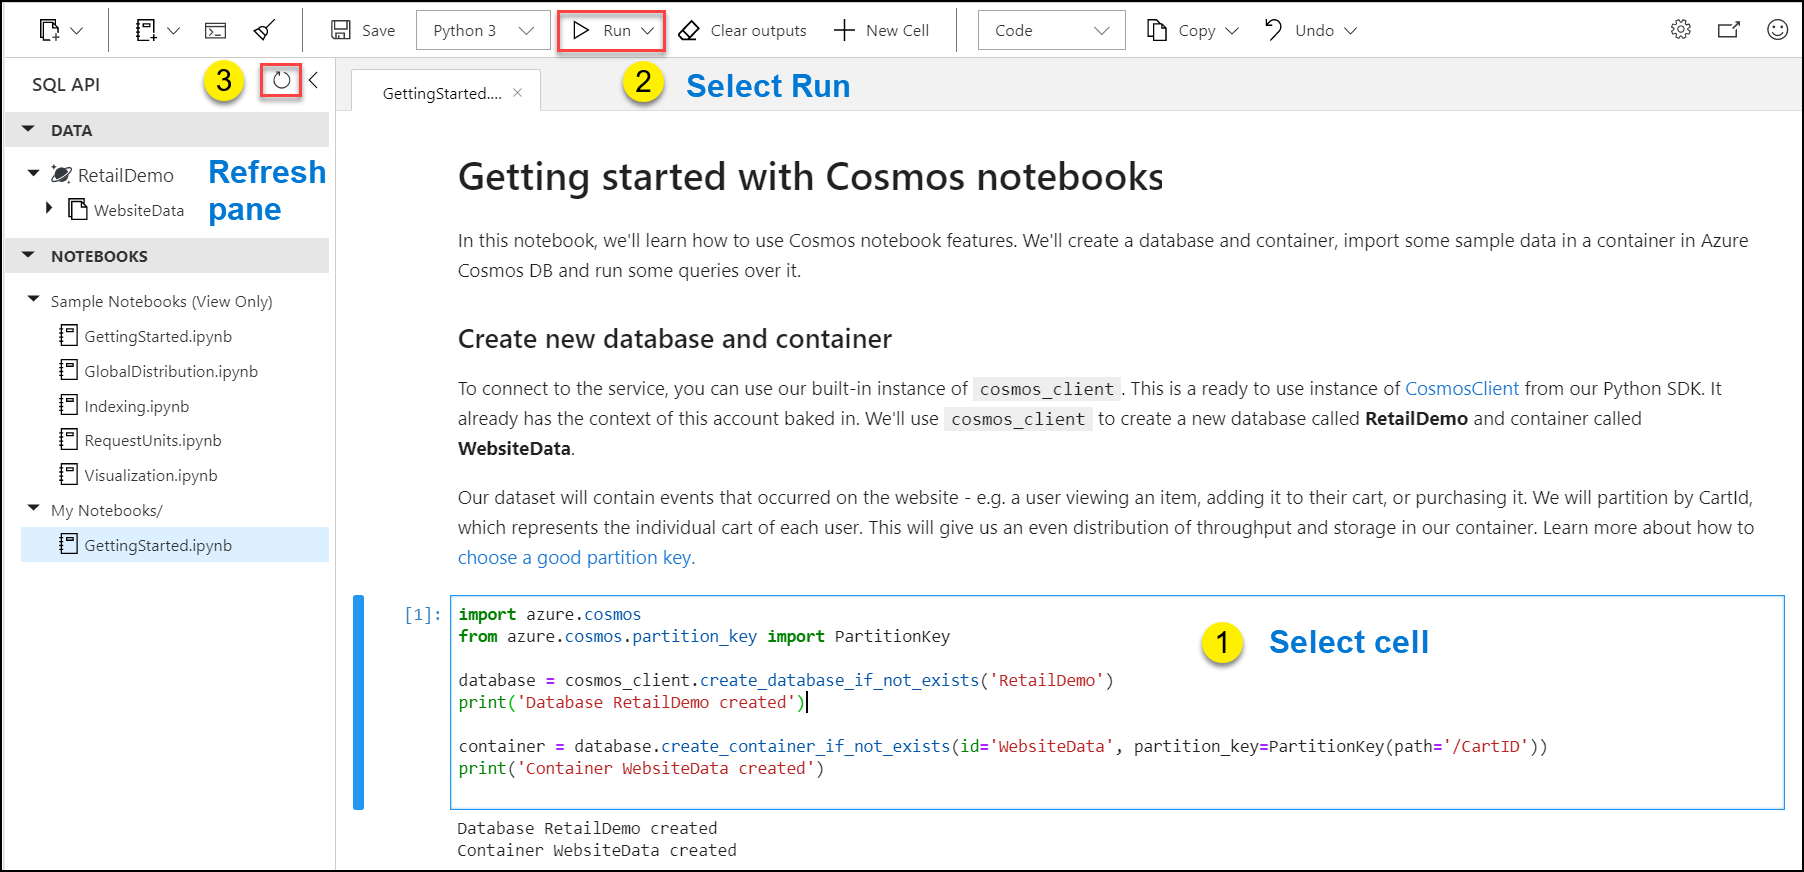 Save
Python 3
Run
Clear outputs
New Cell
Code
Copy
Undo
SQL API
3
GettingStarted....
2 Select Run
DATA
RetailDemo
WebsiteData
Refresh
pane
NOTEBOOKS
Sample Notebooks (View Only)
GettingStarted.ipynb
GlobalDistribution.ipynb
Indexing.ipynb
RequestUnits.ipynb
Visualization.ipynb
My Notebooks/
GettingStarted.ipynb
Getting started with Cosmos notebooks
In this notebook, we'll learn how to use Cosmos notebook features. We'll create a database and container, import some sample data in a container in Azure
Cosmos DB and run some queries over it.
Create new database and container
To connect to the service, you can use our built-in instance of cosmos_client. This is a ready to use instance of CosmosClient from our Python SDK. It
already has the context of this account baked in. We'll use cosmos_client to create a new database called RetailDemo and container called
WebsiteData.
Our dataset will contain events that occurred on the website - e.g. a user viewing an item, adding it to their cart, or purchasing it. We will partition by CartId,
which represents the individual cart of each user. This will give us an even distribution of throughput and storage in our container. Learn more about how to
choose a good partition key.
[1]:
import azure.cosmos
from azure.cosmos.partition_key import PartitionKey
1 Select cell
database = cosmos_client.create_database_if_not_exists('RetailDemo')
print('Database RetailDemo created')
container = database.create_container_if_not_exists(id='WebsiteData', partition_key=PartitionKey(path='/CartID'))
print('Container WebsiteData created')
Database RetailDemo created
Container WebsiteData created